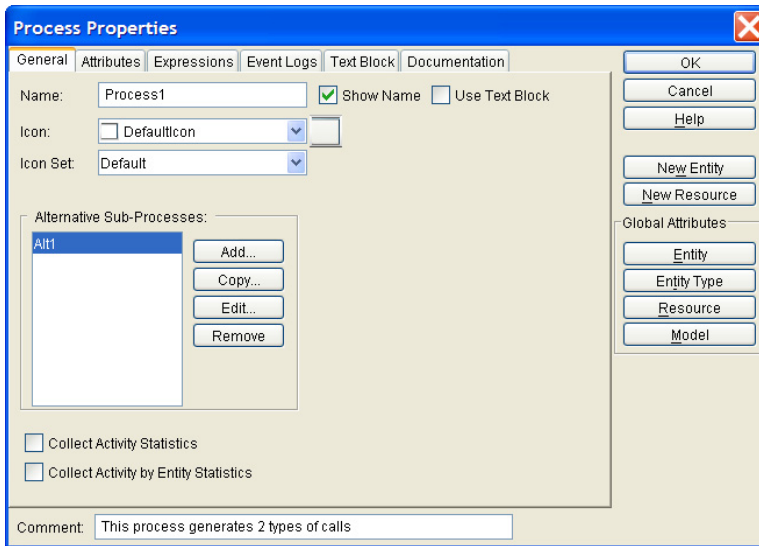 Process Properties
General Attributes Expressions Event Logs Text Block Documentation
OK
Name: Process1 Show Name Use Text Block
Cancel
Help
Icon: DefaultIcon
Icon Set: Default
New Entity
New Resource
Alternative Sub-Processes:
Alt1
Add...
Copy...
Edit...
Remove
Global Attributes
Entity
Entity Type
Resource
Model
Collect Activity Statistics
Collect Activity by Entity Statistics
Comment: This process generates 2 types of calls